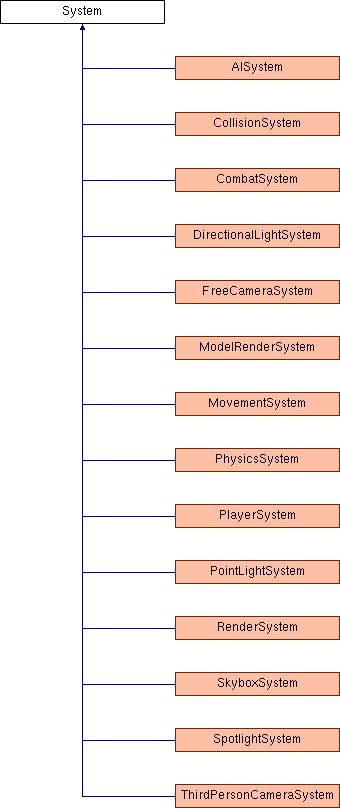 System
AISystem
CollisionSystem
CombatSystem
DirectionalLightSystem
FreeCameraSystem
ModelRenderSystem
MovementSystem
PhysicsSystem
PlayerSystem
PointLightSystem
RenderSystem
SkyboxSystem
SpotlightSystem
ThirdPersonCameraSystem